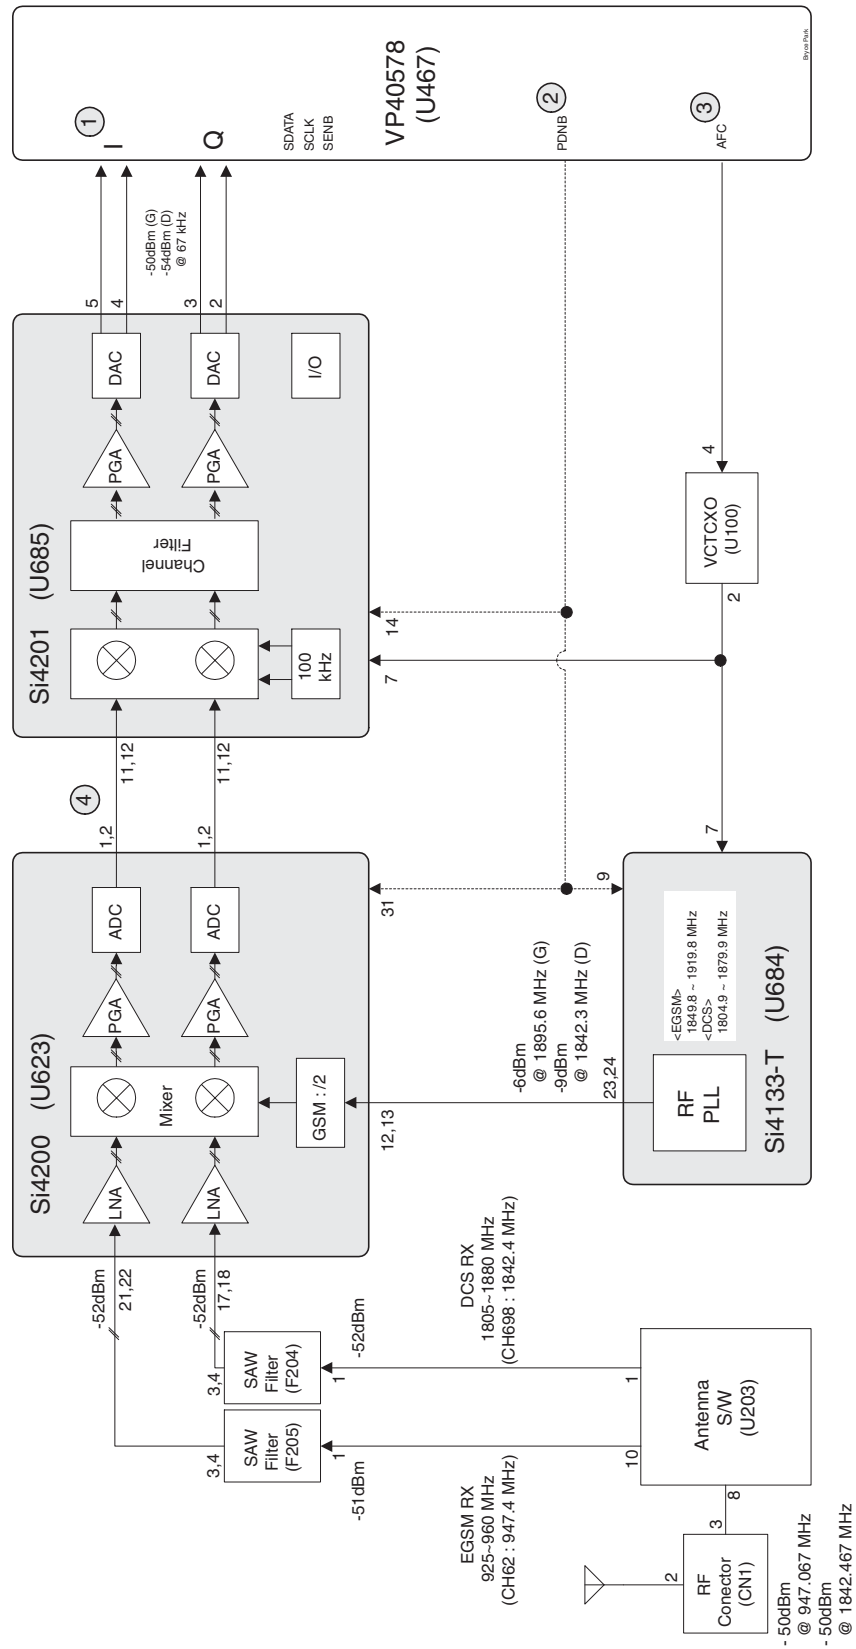 RF
Conector
(CN1)
2
3
- 50dBm
@ 947.067 MHz
- 50dBm
@ 1842.467 MHz
Antenna
S/W
(U203)
8
10
1
EGSM RX
925~960 MHz
(CH62 : 947.4 MHz)
DCS RX
1805~1880 MHz
(CH698 : 1842.4 MHz)
-51dBm
1
SAW
Filter
(F205)
3,4
-52dBm
1
SAW
Filter
(F204)
3,4
-52dBm
21,22
-52dBm
17,18
Si4200 (U623)
LNA
LNA
Mixer
GSM : /2
PGA
PGA
ADC
ADC
12,13
31
1,2
1,2
4
-6dBm
@ 1895.6 MHz (G)
-9dBm
@ 1842.3 MHz (D)
23,24
9
7
RF
PLL
<EGSM>
1849.8 ~ 1919.8 MHz
<DCS>
1804.9 ~ 1879.9 MHz
Si4133-T (U684)
11,12
11,12
Si4201 (U685)
100
kHz
Channel
Filter
PGA
PGA
DAC
DAC
I/O
7
14
5
4
3
2
-50dBm (G)
-54dBm (D)
@ 67 kHz
2
VCTCXO
(U100)
4
1
I
Q
SDATA
SCLK
SENB
VP40578
(U467)
2
PDNB
3
AFC
Bryce Park